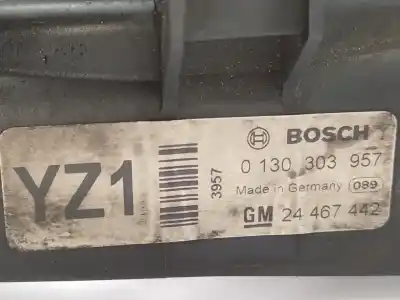 BOSCH
YZ1
3957
0 130 303 957
Made in Germany 089
GM 24 467 442